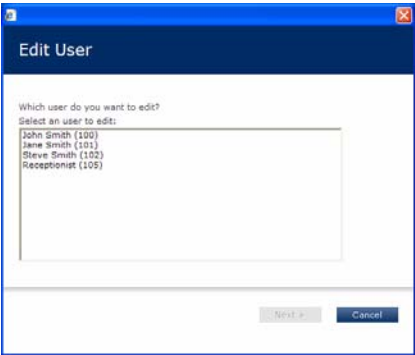 Edit User
Which user do you want to edit?
Select an user to edit:
John Smith (100)
Jane Smith (101)
Steve Smith (102)
Receptionist (105)
Next >
Cancel